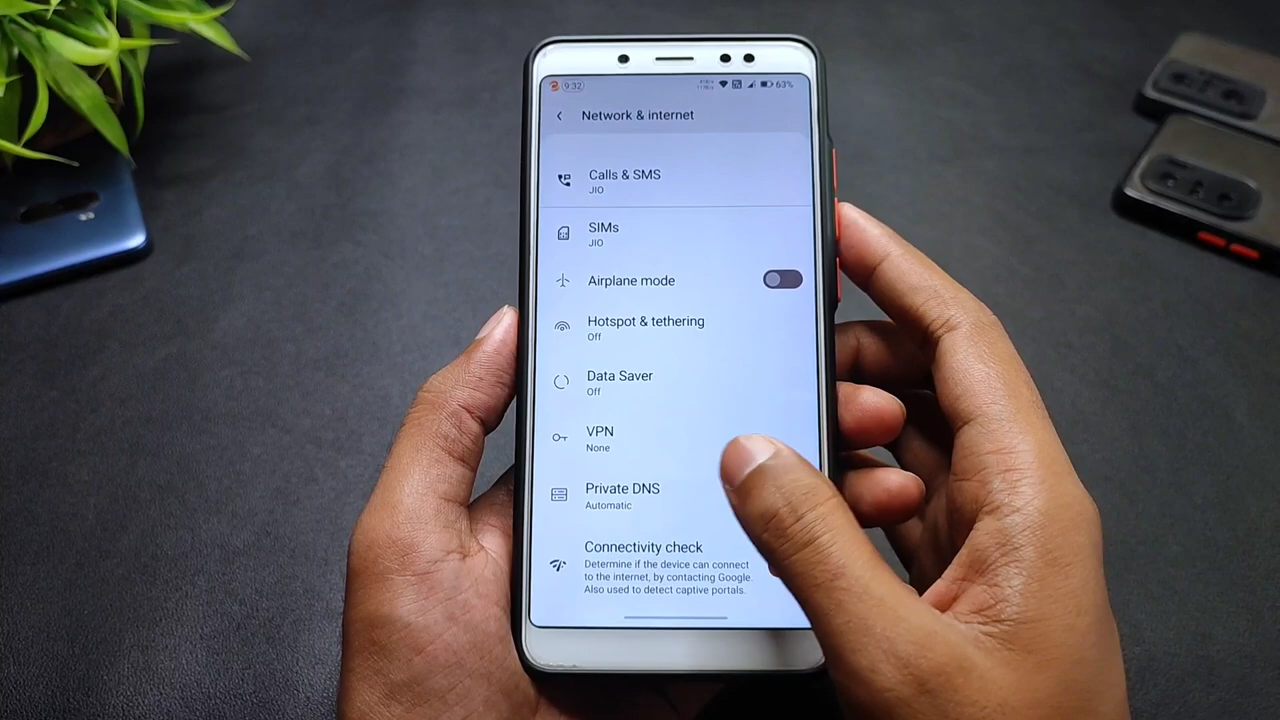 9:32
63%
Network & internet
Calls & SMS
JIO
SIMs
JIO
Airplane mode
Hotspot & tethering
Off
Data Saver
Off
VPN
None
Private DNS
Automatic
Connectivity check
Determine if the device can connect
to the internet, by contacting Google.
Also used to detect captive portals.